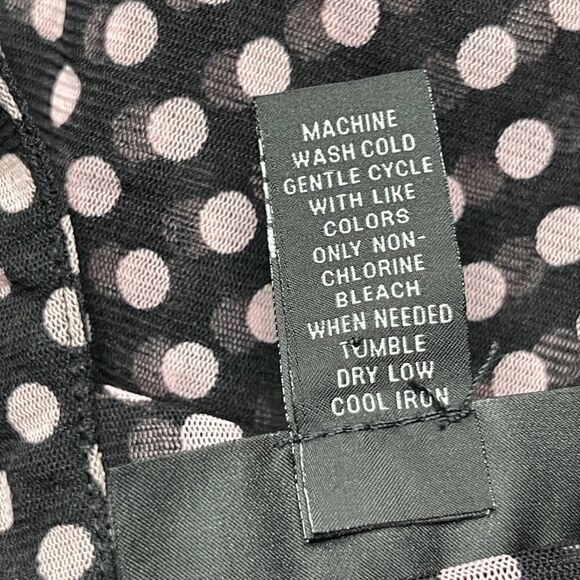 MACHINE
WASH COLD
GENTLE CYCLE
WITH LIKE
COLORS
ONLY NON-
CHLORINE
BLEACH
WHEN NEEDED
TUMBLE
DRY LOW
COOL IRON